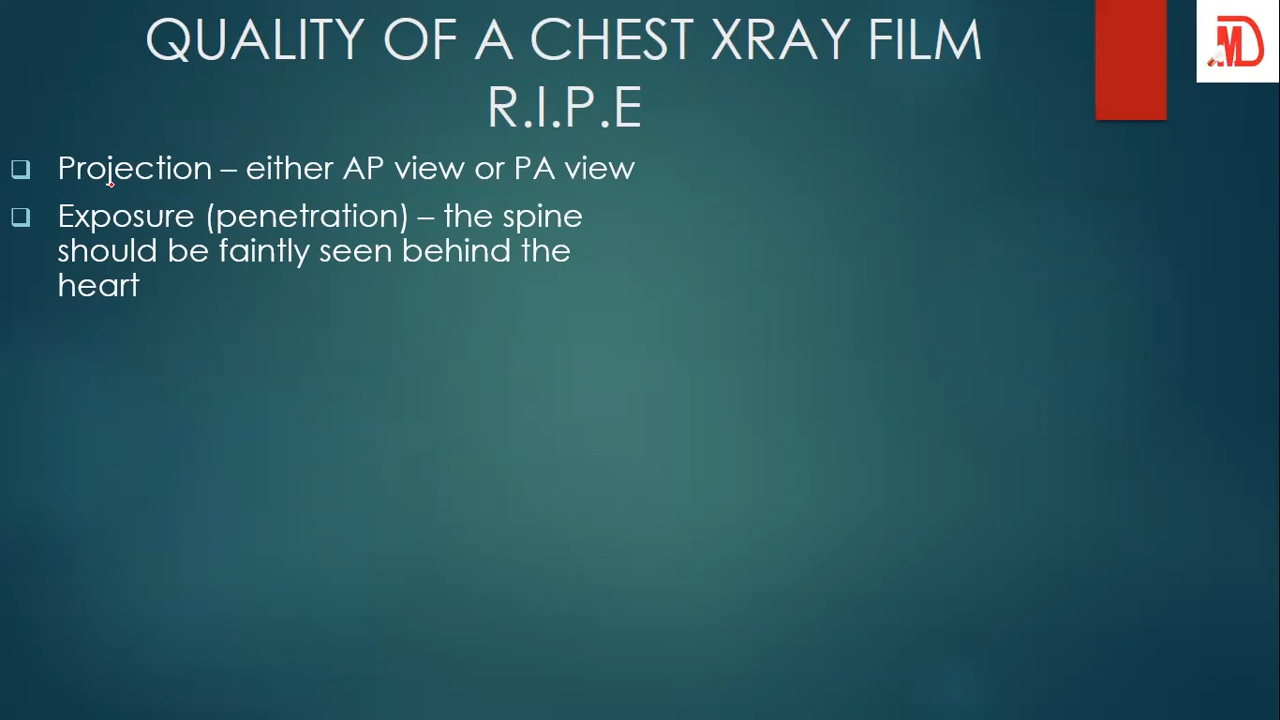 QUALITY OF A CHEST XRAY FILM
R.I.P.E
Projection – either AP view or PA view
Exposure (penetration) – the spine
should be faintly seen behind the
heart
MD